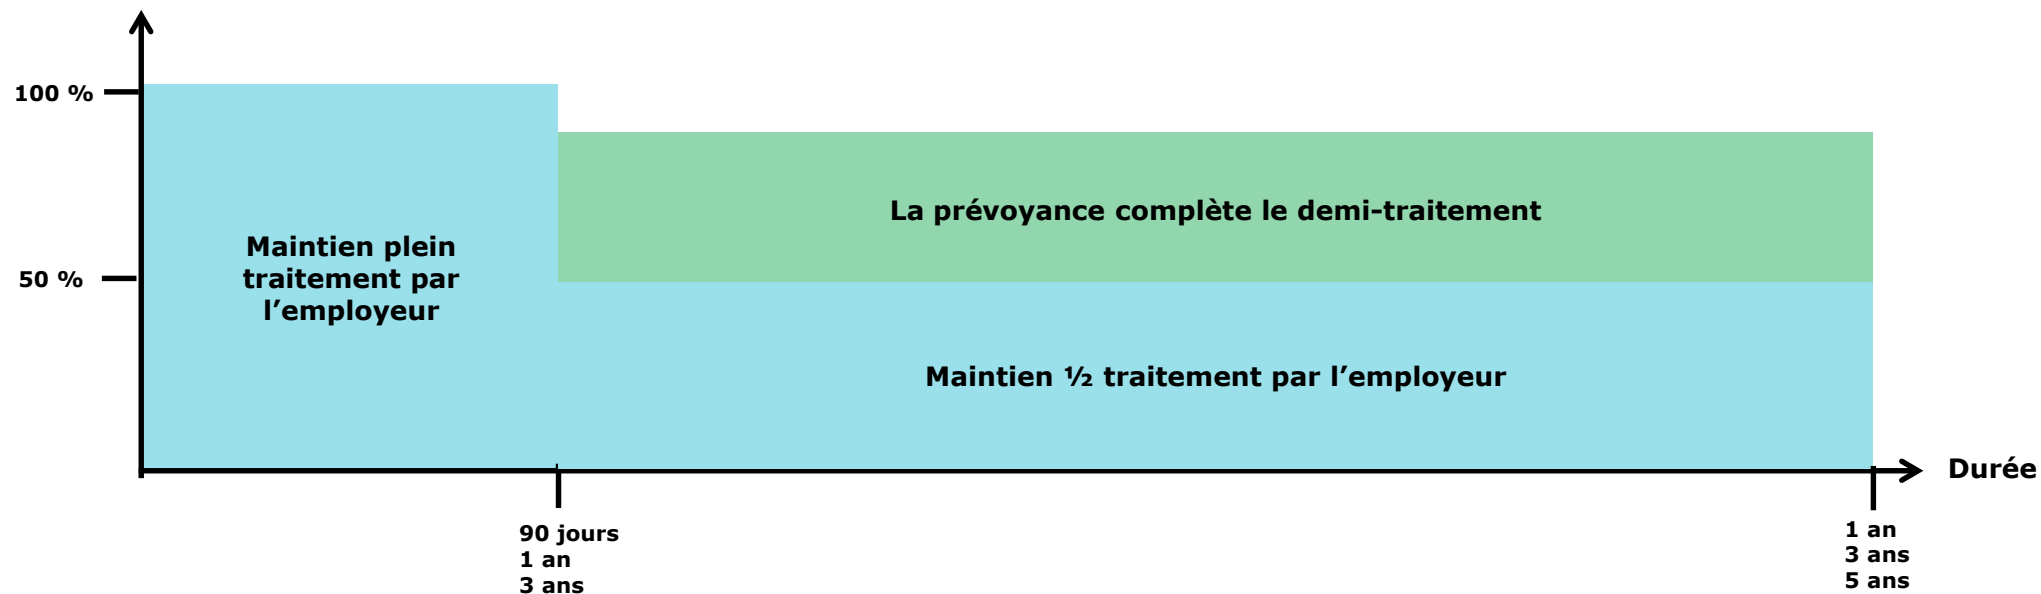 100 %
50 %
Maintien plein
traitement par
l’employeur
La prévoyance complète le demi-traitement
Maintien ½ traitement par l’employeur
Durée
90 jours
1 an
3 ans
1 an
3 ans
5 ans